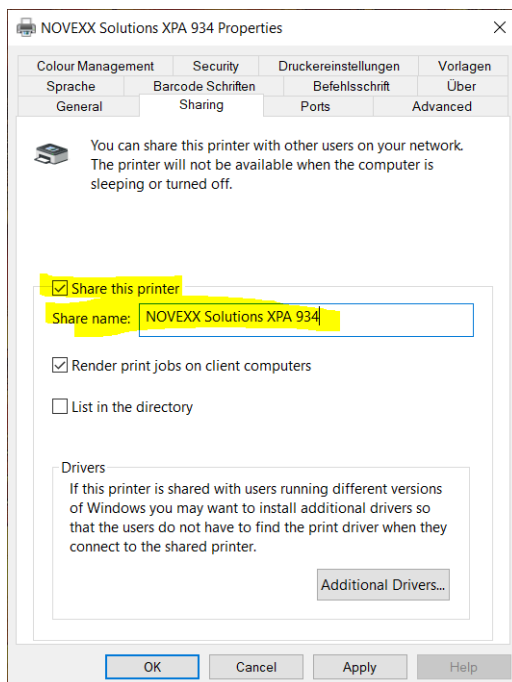 NOVEXX Solutions XPA 934 Properties
Colour Management Security Druckereinstellungen Vorlagen
Sprache Barcode Schriften Befehlsschrift Über
General Sharing Ports Advanced
You can share this printer with other users on your network.
The printer will not be available when the computer is
sleeping or turned off.
Share this printer
Share name: NOVEXX Solutions XPA 934
Render print jobs on client computers
List in the directory
Drivers
If this printer is shared with users running different versions
of Windows you may want to install additional drivers so
that the users do not have to find the print driver when they
connect to the shared printer.
Additional Drivers...
OK Cancel Apply Help